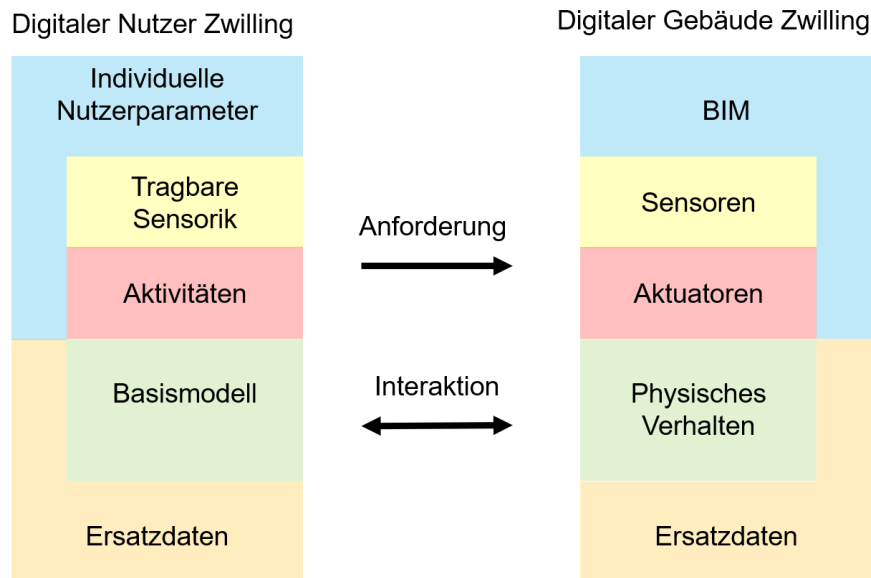 Digitaler Nutzer Zwilling
Individuelle
Nutzerparameter
Tragbare
Sensorik
Aktivitäten
Basismodell
Ersatzdaten
Anforderung
Interaktion
Digitaler Gebäude Zwilling
BIM
Sensoren
Aktuatoren
Physisches
Verhalten
Ersatzdaten